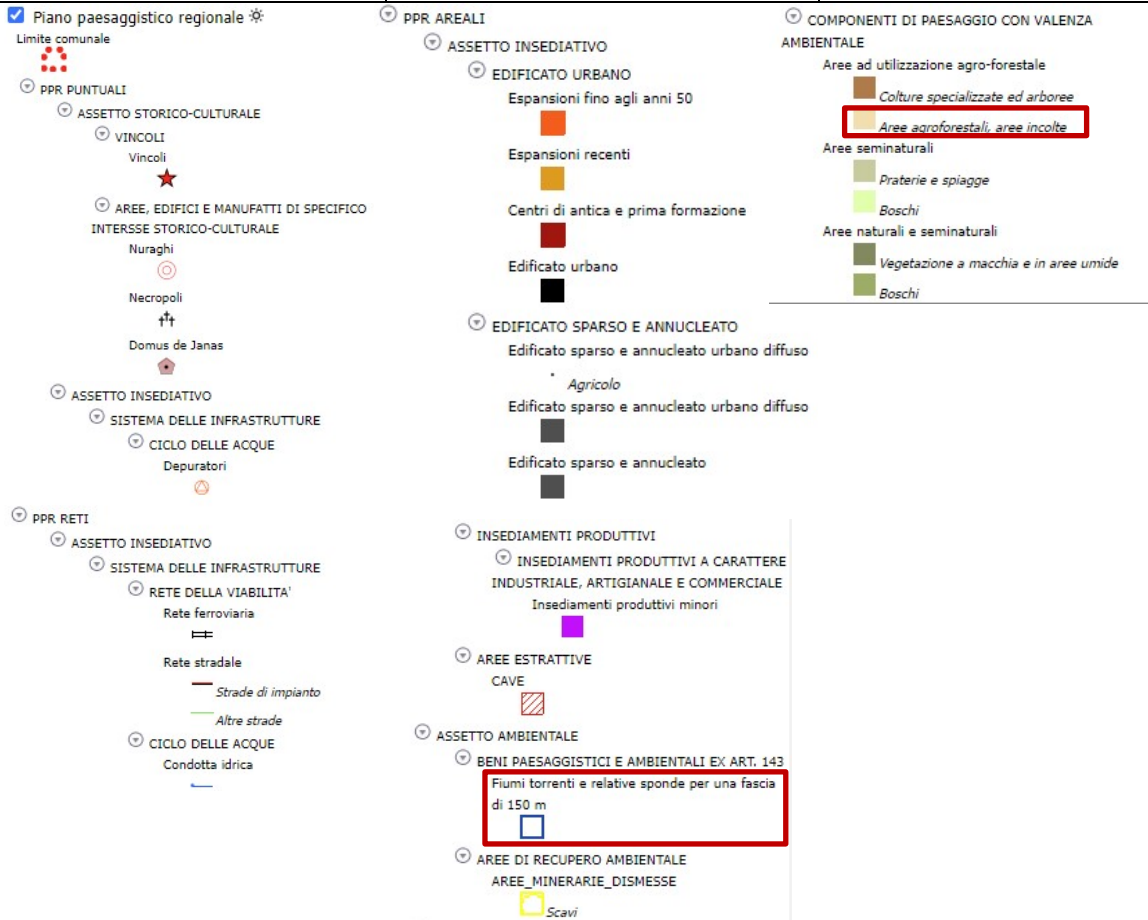 Piano paesaggistico regionale
Limite comunale
PPR PUNTUALI
ASSETTO STORICO-CULTURALE
VINCOLI
Vincoli
AREE, EDIFICI E MANUFATTI DI SPECIFICO
INTERSSE STORICO-CULTURALE
Nuraghi
Necropoli
Domus de Janas
ASSETTO INSEDIATIVO
SISTEMA DELLE INFRASTRUTTURE
CICLO DELLE ACQUE
Depuratori
PPR RETI
ASSETTO INSEDIATIVO
SISTEMA DELLE INFRASTRUTTURE
RETE DELLA VIABILITA'
Rete ferroviaria
Rete stradale
Strade di impianto
Altre strade
CICLO DELLE ACQUE
Condotta idrica
PPR AREALI
ASSETTO INSEDIATIVO
EDIFICATO URBANO
Espansioni fino agli anni 50
Espansioni recenti
Centri di antica e prima formazione
Edificato urbano
EDIFICATO SPARSO E ANNUCLEATO
Edificato sparso e annucleato urbano diffuso
Agricolo
Edificato sparso e annucleato urbano diffuso
Edificato sparso e annucleato
INSEDIAMENTI PRODUTTIVI
INSEDIAMENTI PRODUTTIVI A CARATTERE
INDUSTRIALE, ARTIGIANALE E COMMERCIALE
Insediamenti produttivi minori
AREE ESTRATTIVE
CAVE
ASSETTO AMBIENTALE
BENI PAESAGGISTICI E AMBIENTALI EX ART. 143
Fiumi torrenti e relative sponde per una fascia
di 150 m
AREE DI RECUPERO AMBIENTALE
AREE_MINERARIE_DISMESSE
Scavi
COMPONENTI DI PAESAGGIO CON VALENZA
AMBIENTALE
Aree ad utilizzazione agro-forestale
Colture specializzate ed arboree
Aree agroforestali, aree incolte
Aree seminaturali
Praterie e spiagge
Boschi
Aree naturali e seminaturali
Vegetazione a macchia e in aree umide
Boschi